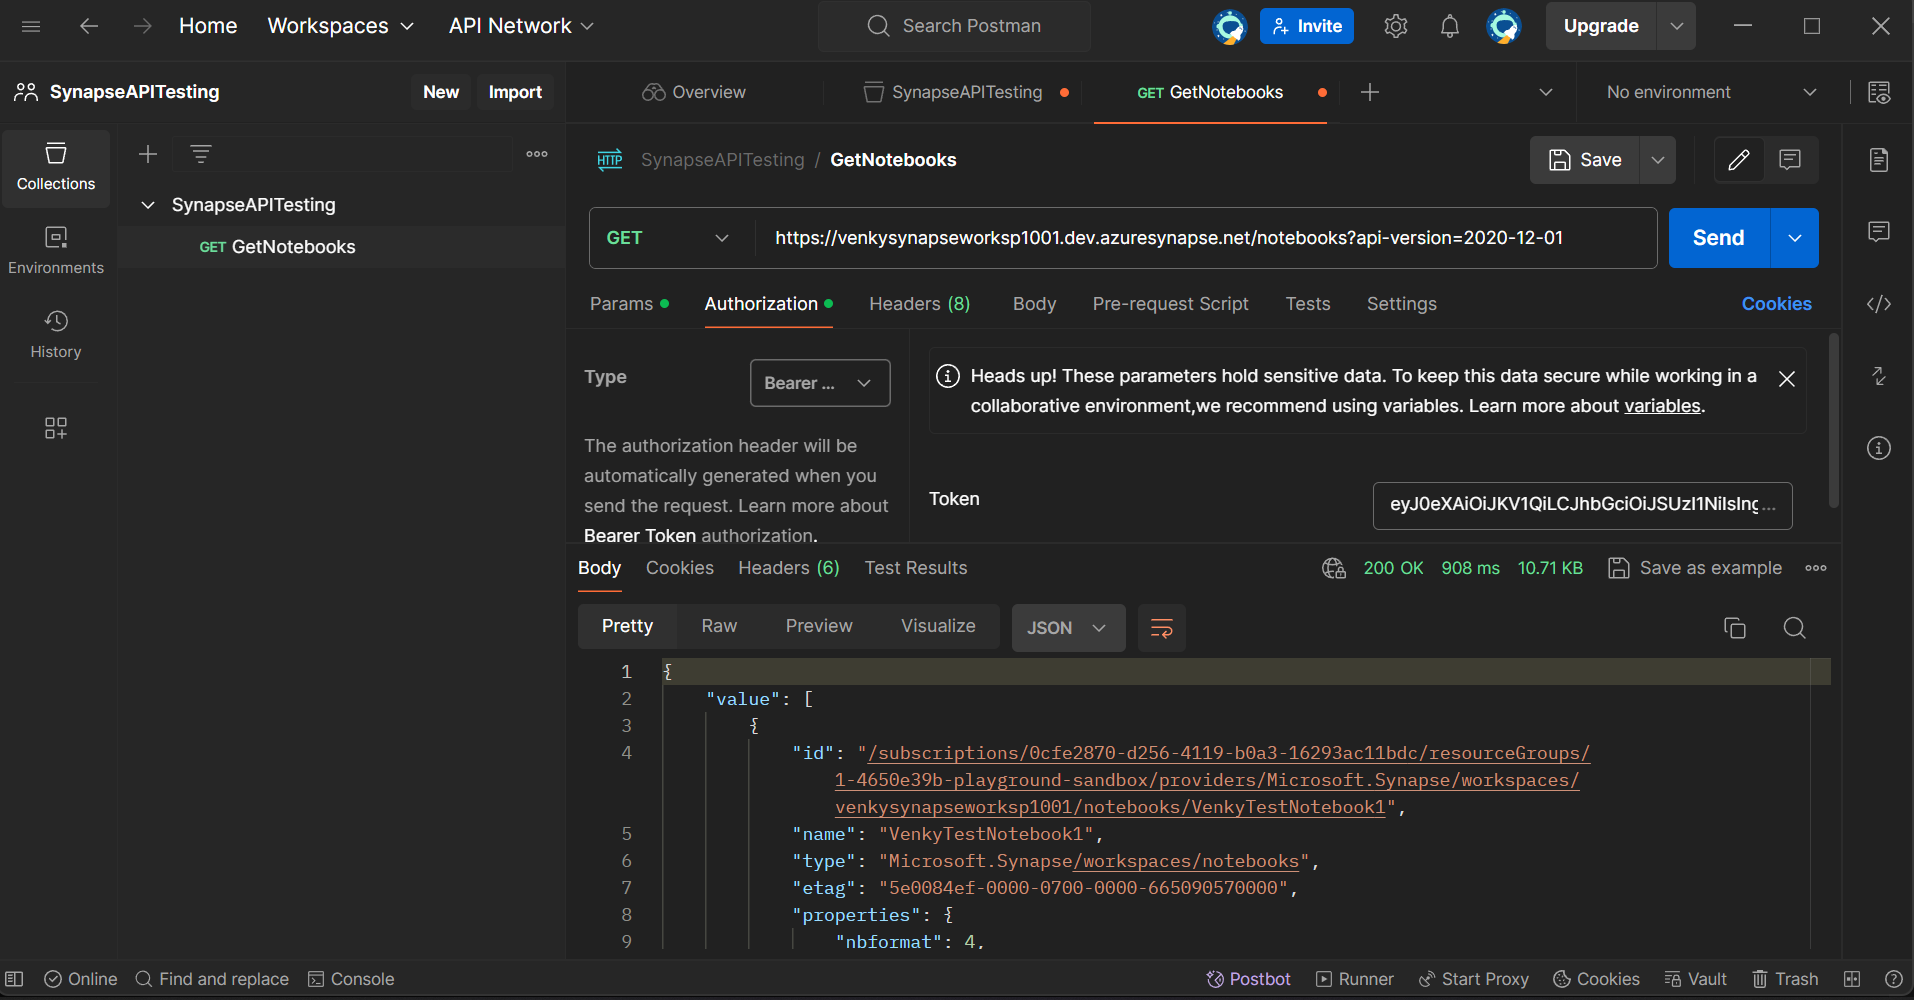 Home Workspaces API Network Search Postman Invite Upgrade
SynapseAPITesting New Import Overview SynapseAPITesting GET GetNotebooks No environment
Collections
Environments
History
SynapseAPITesting
GET GetNotebooks
HTTP SynapseAPITesting / GetNotebooks Save
GET https://venkysynapseworksp1001.dev.azuresynapse.net/notebooks?api-version=2020-12-01 Send
Params Authorization Headers (8) Body Pre-request Script Tests Settings Cookies
Type Bearer ...
The authorization header will be
automatically generated when you
send the request. Learn more about
Bearer Token authorization.
Heads up! These parameters hold sensitive data. To keep this data secure while working in a
collaborative environment,we recommend using variables. Learn more about variables.
Token eyJ0eXAiOiJKV1QiLCJhbGciOiJSUzI1NiIsIng...
Body Cookies Headers (6) Test Results 200 OK 908 ms 10.71 KB Save as example
Pretty Raw Preview Visualize JSON
1 {
2 "value": [
3 {
4 "id": "/subscriptions/0cfe2870-d256-4119-b0a3-16293ac11bdc/resourceGroups/
1-4650e39b-playground-sandbox/providers/Microsoft.Synapse/workspaces/
venkysynapseworksp1001/notebooks/VenkyTestNotebook1",
5 "name": "VenkyTestNotebook1",
6 "type": "Microsoft.Synapse/workspaces/notebooks",
7 "etag": "5e0084ef-0000-0700-0000-665090570000",
8 "properties": {
9 "nbformat": 4,
Online Find and replace Console Postbot Runner Start Proxy Cookies Vault Trash